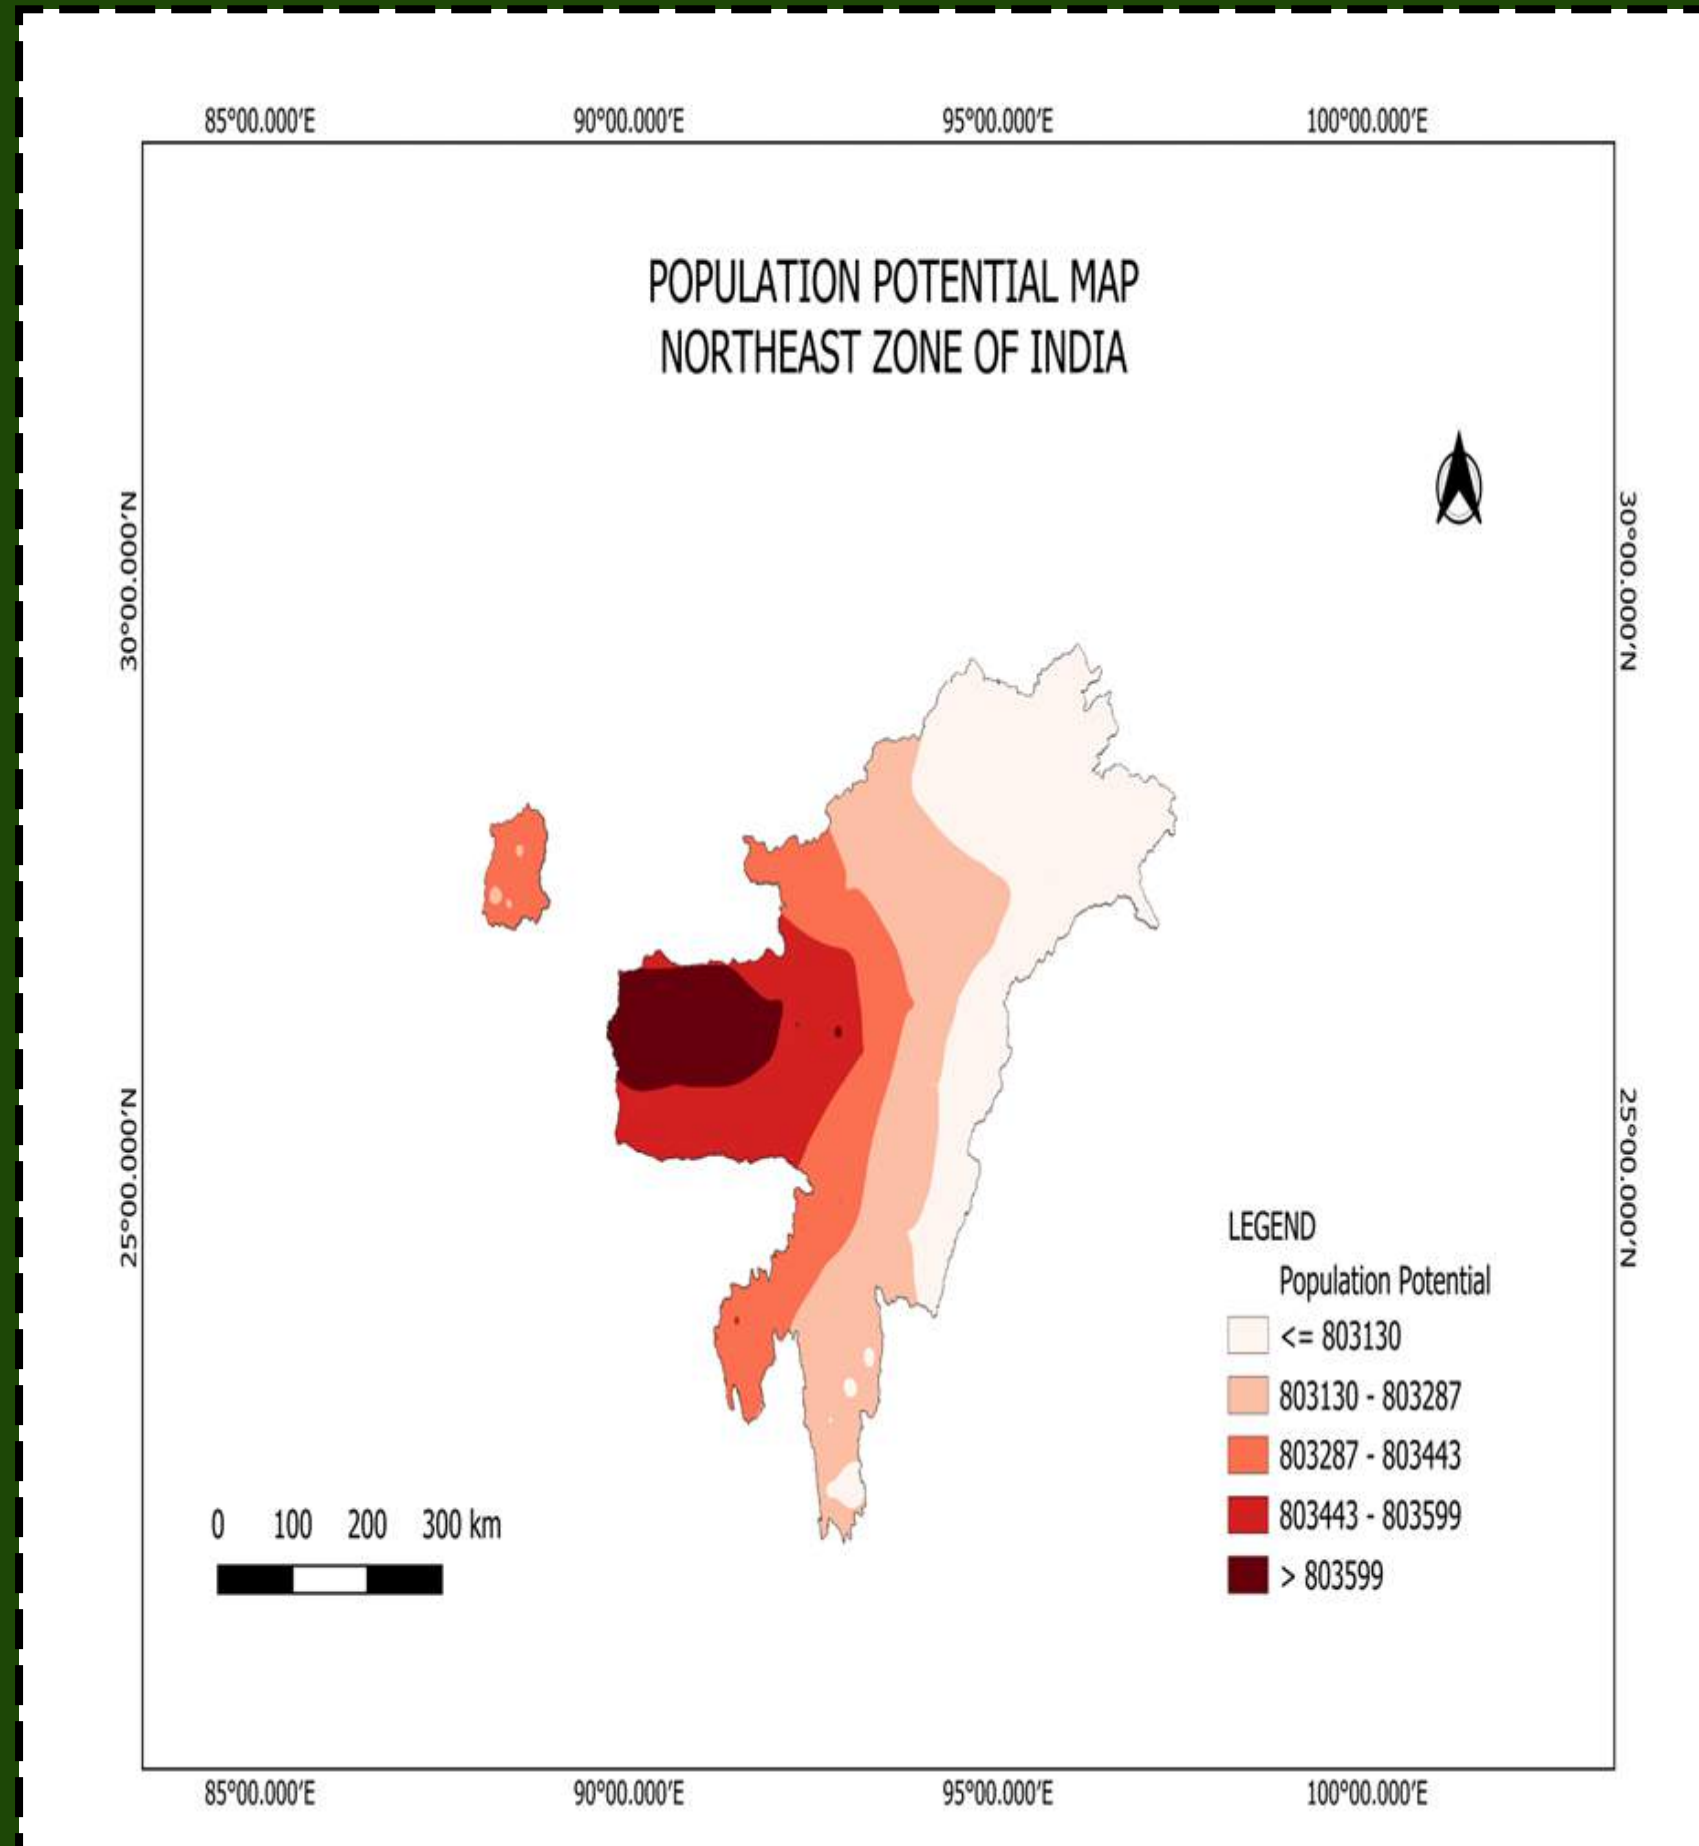 85°00.000'E 90°00.000'E 95°00.000'E 100°00.000'E
POPULATION POTENTIAL MAP
NORTHEAST ZONE OF INDIA
30°00.000'N
30°00.000'N
25°00.000'N
25°00.000'N
LEGEND
Population Potential
<= 803130
803130 - 803287
803287 - 803443
803443 - 803599
> 803599
0 100 200 300 km
85°00.000'E 90°00.000'E 95°00.000'E 100°00.000'E